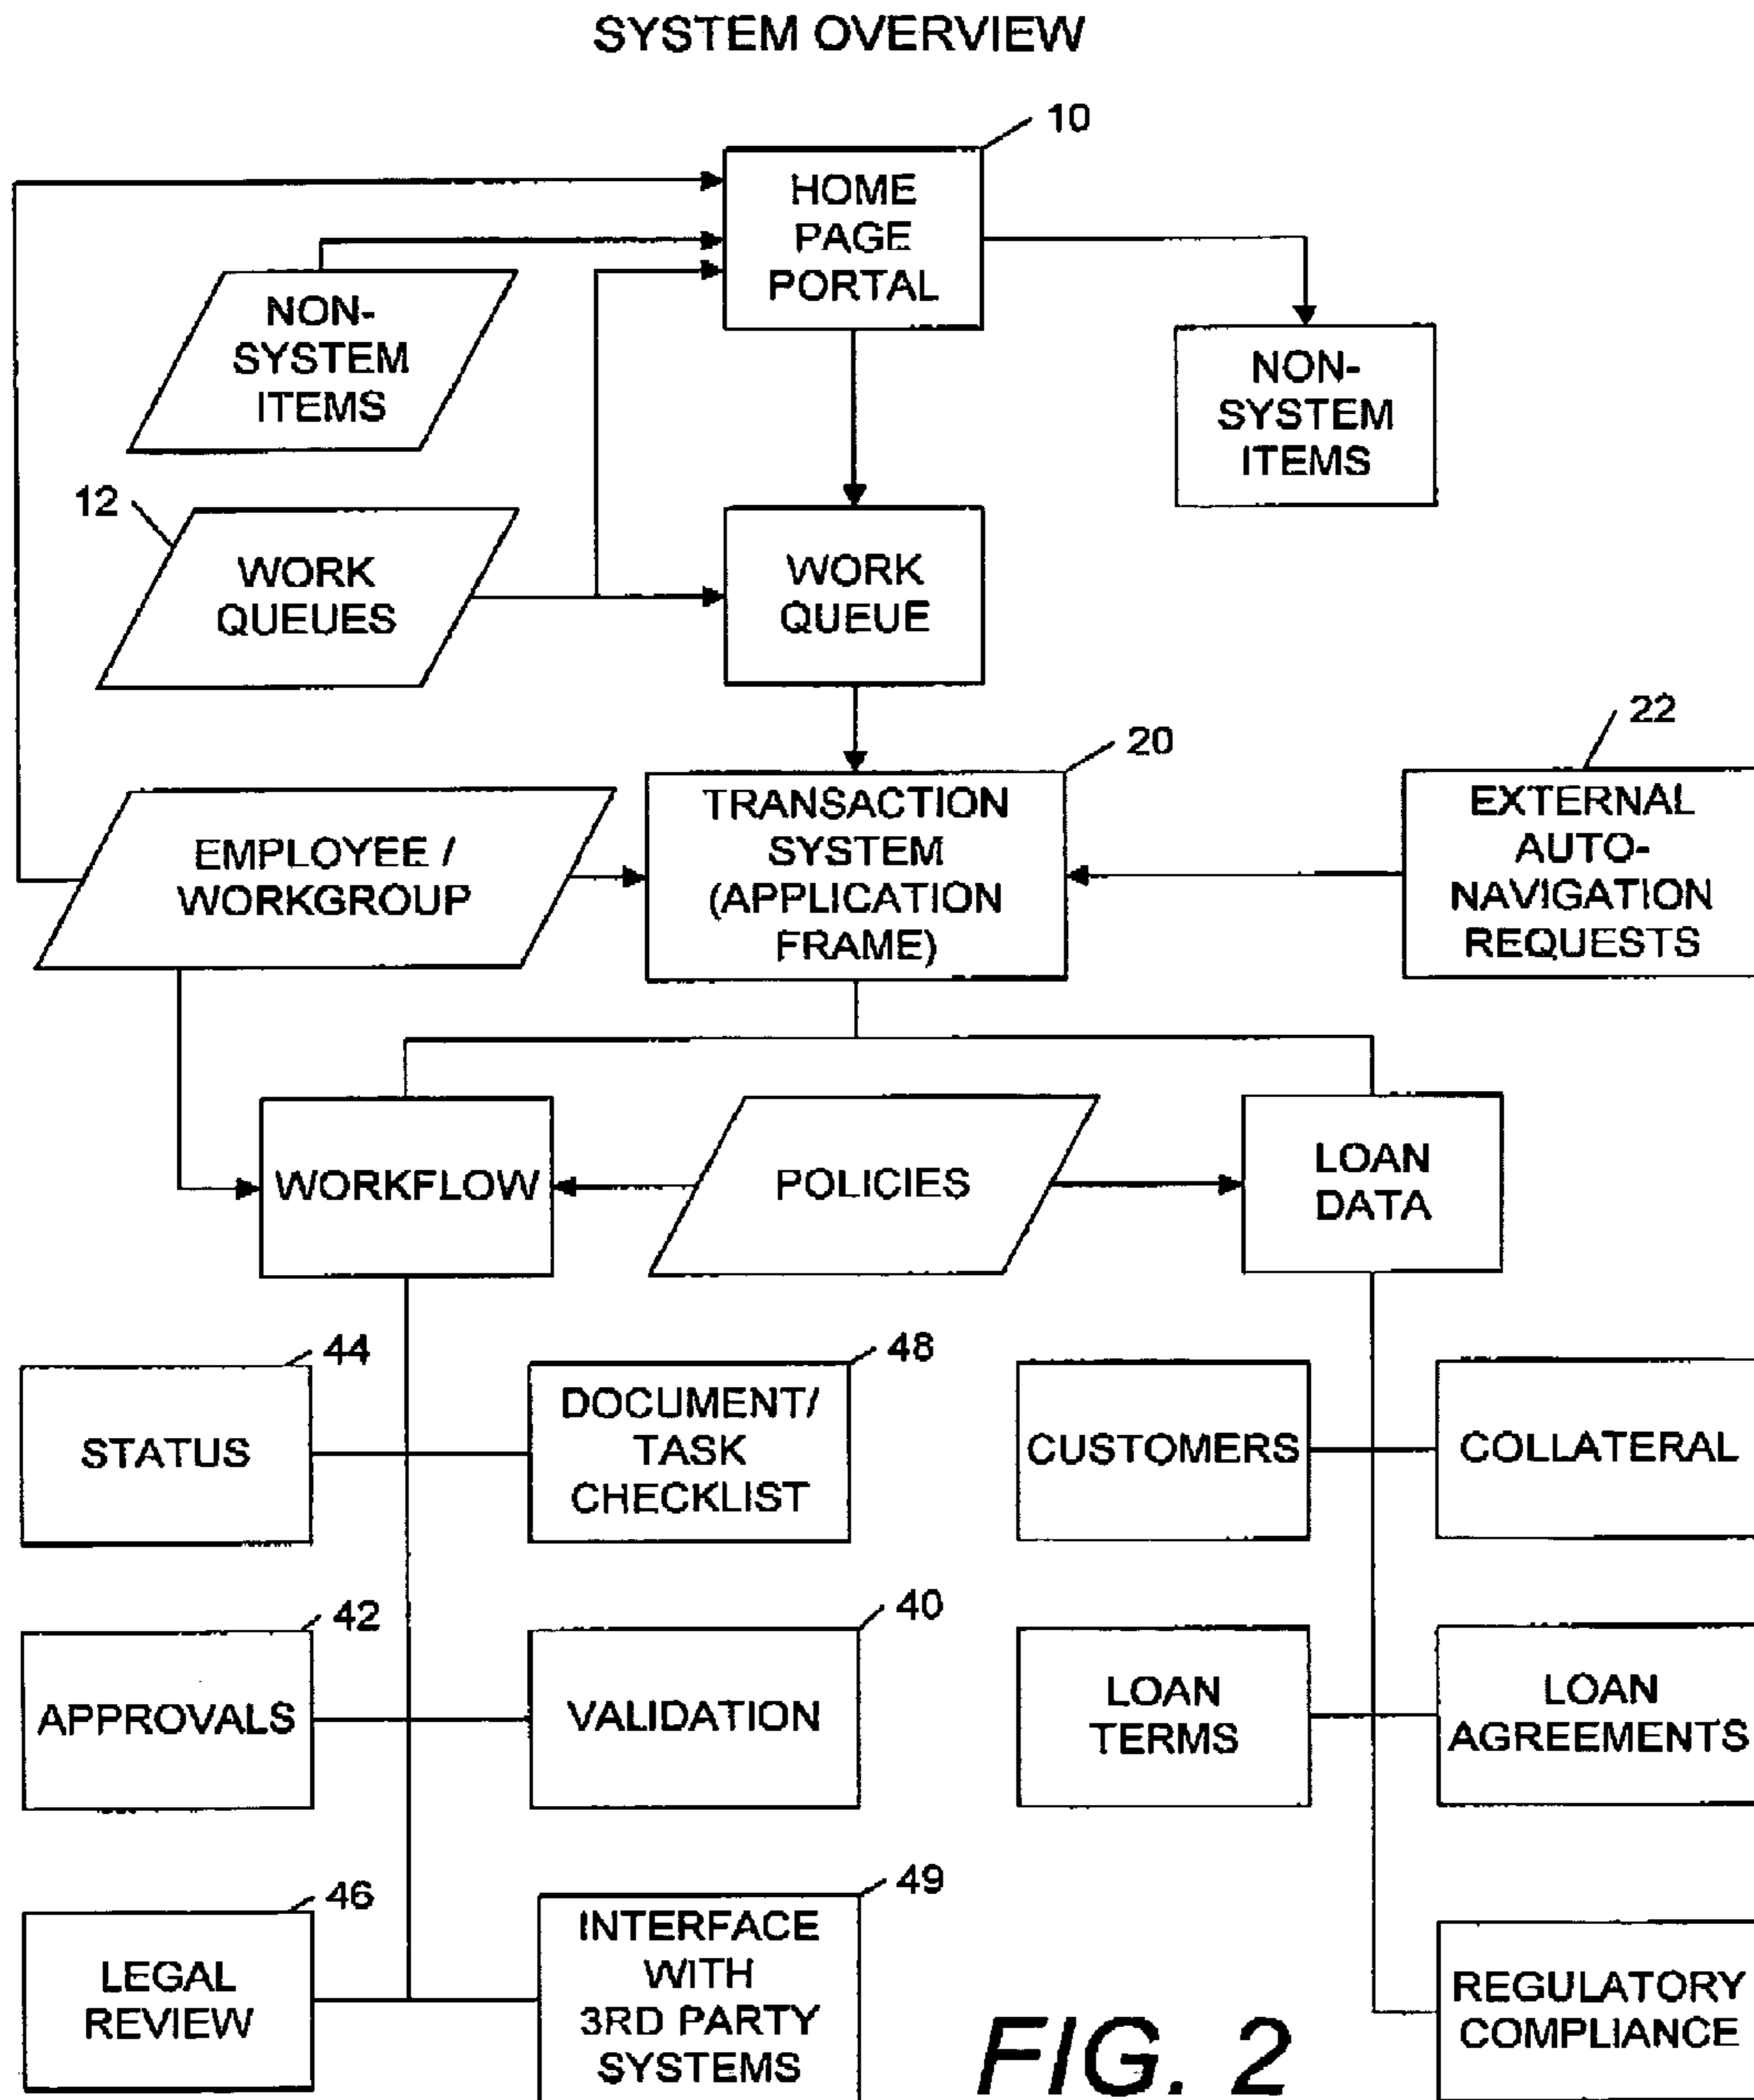 SYSTEM OVERVIEW
10
HOME
PAGE
PORTAL
NON-
SYSTEM
ITEMS
NON-
SYSTEM
ITEMS
12
WORK
QUEUES
WORK
QUEUE
20
22
TRANSACTION
SYSTEM
(APPLICATION
FRAME)
EMPLOYEE /
WORKGROUP
EXTERNAL
AUTO-
NAVIGATION
REQUESTS
WORKFLOW
POLICIES
LOAN
DATA
44
STATUS
48
DOCUMENT/
TASK
CHECKLIST
CUSTOMERS
COLLATERAL
42
APPROVALS
40
VALIDATION
LOAN
TERMS
LOAN
AGREEMENTS
46
LEGAL
REVIEW
49
INTERFACE
WITH
3RD PARTY
SYSTEMS
REGULATORY
COMPLIANCE
FIG. 2